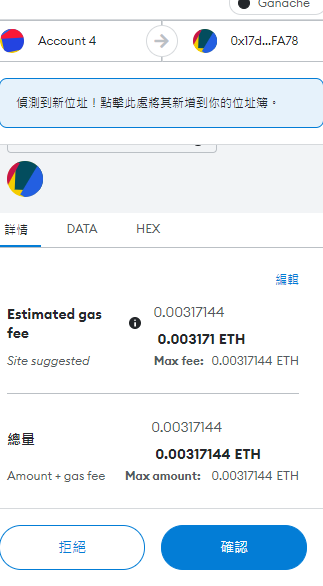 Ganache
Account 4
0x17d...FA78
偵測到新位址！點擊此處將其新增到你的位址簿。
詳情
DATA
HEX
編輯
Estimated gas fee
0.00317144
0.003171 ETH
Site suggested
Max fee: 0.00317144 ETH
總量
0.00317144
0.00317144 ETH
Amount + gas fee
Max amount: 0.00317144 ETH
拒絕
確認